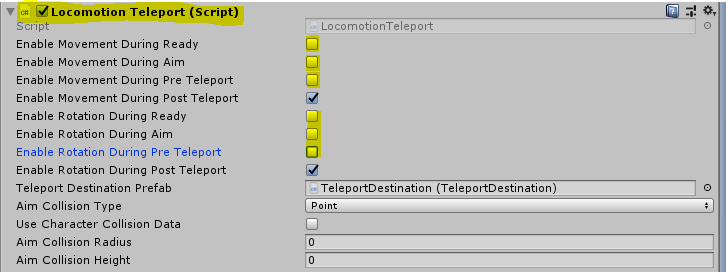 Locomotion Teleport (Script)
Script LocomotionTeleport
Enable Movement During Ready
Enable Movement During Aim
Enable Movement During Pre Teleport
Enable Movement During Post Teleport
Enable Rotation During Ready
Enable Rotation During Aim
Enable Rotation During Pre Teleport
Enable Rotation During Post Teleport
Teleport Destination Prefab TeleportDestination (TeleportDestination)
Aim Collision Type Point
Use Character Collision Data
Aim Collision Radius 0
Aim Collision Height 0